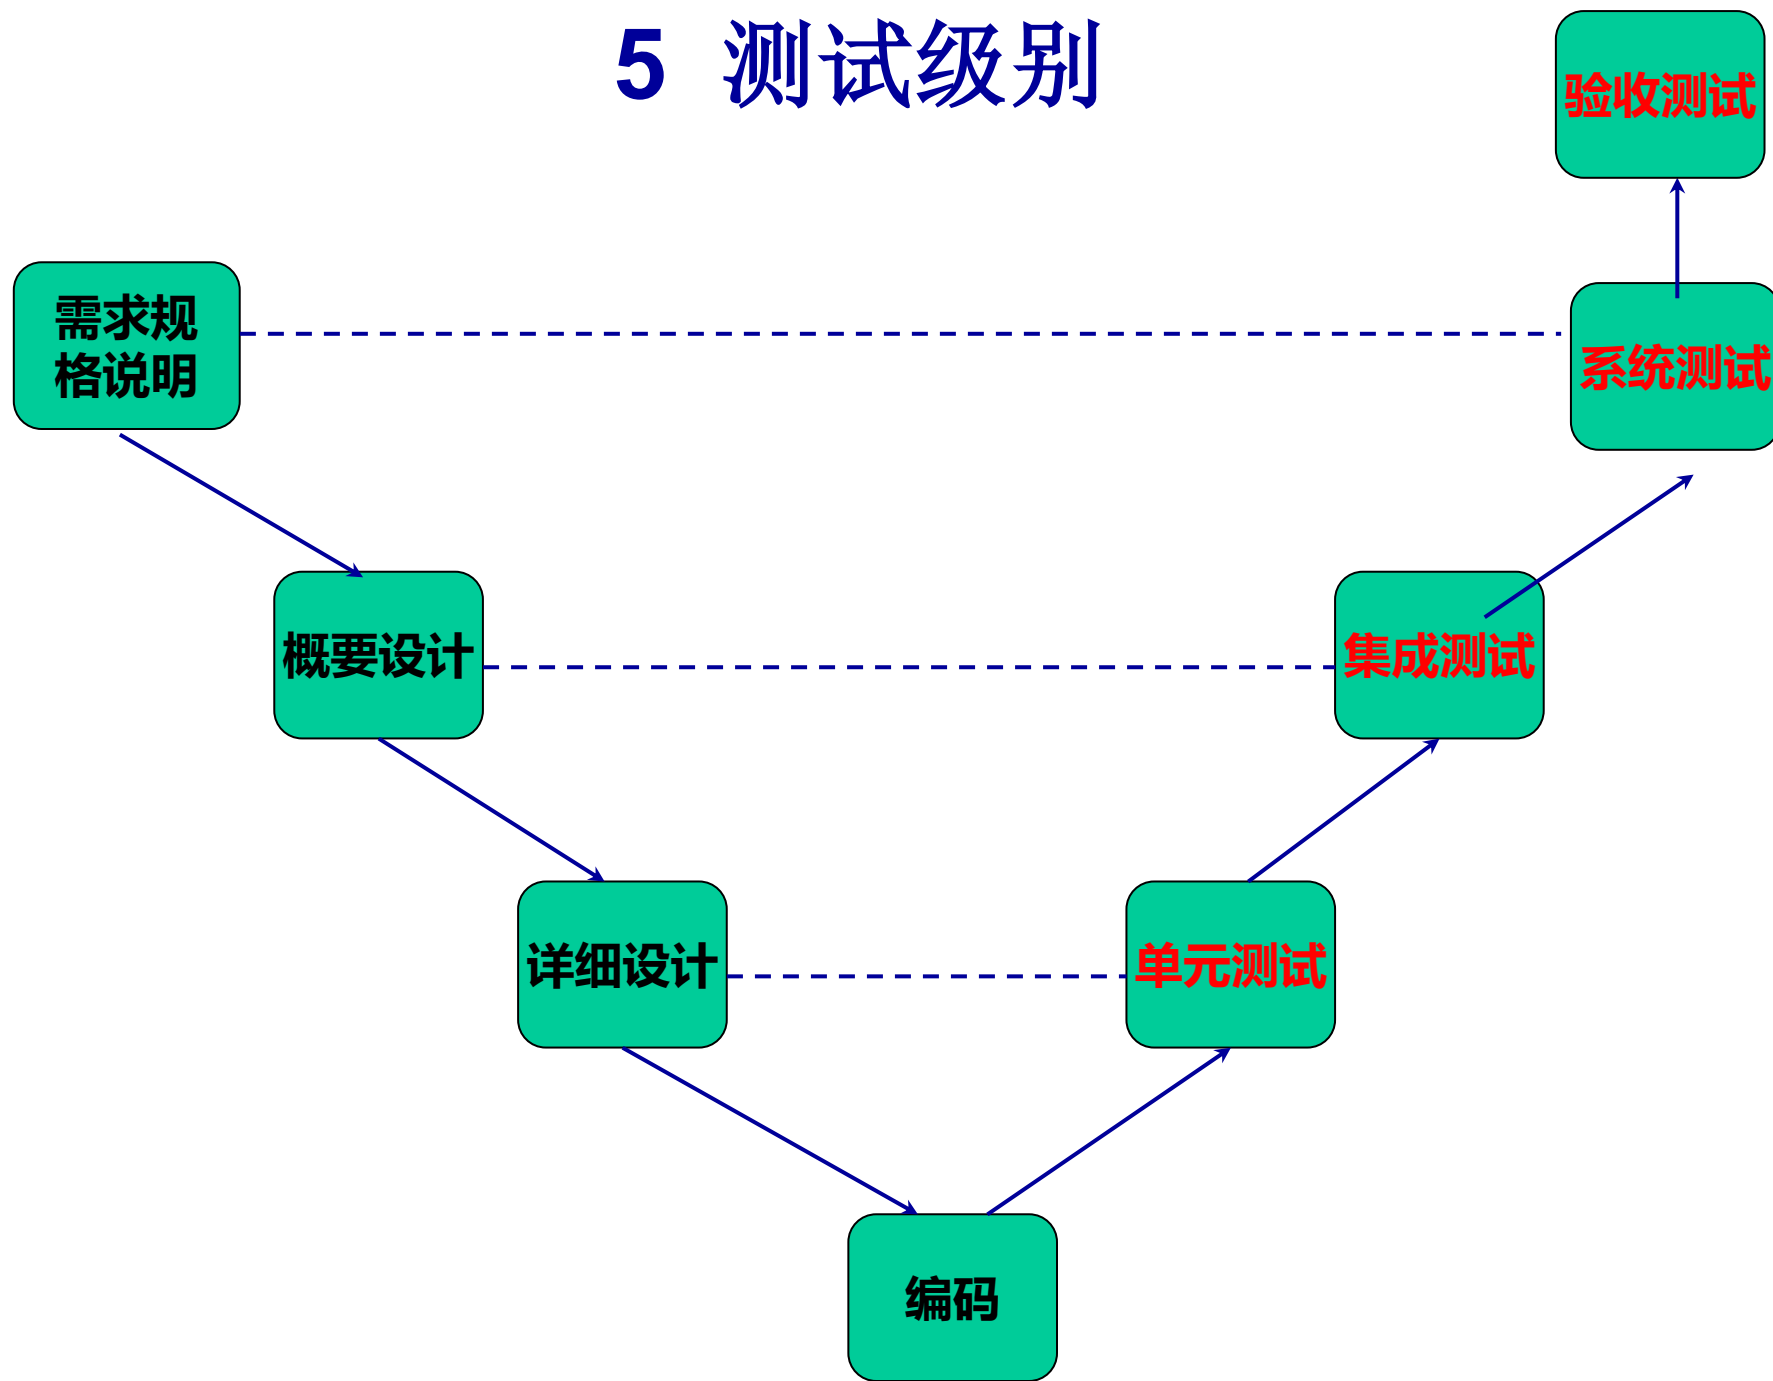 5 测试级别
验收测试
需求规
格说明
系统测试
概要设计
集成测试
详细设计
单元测试
编码